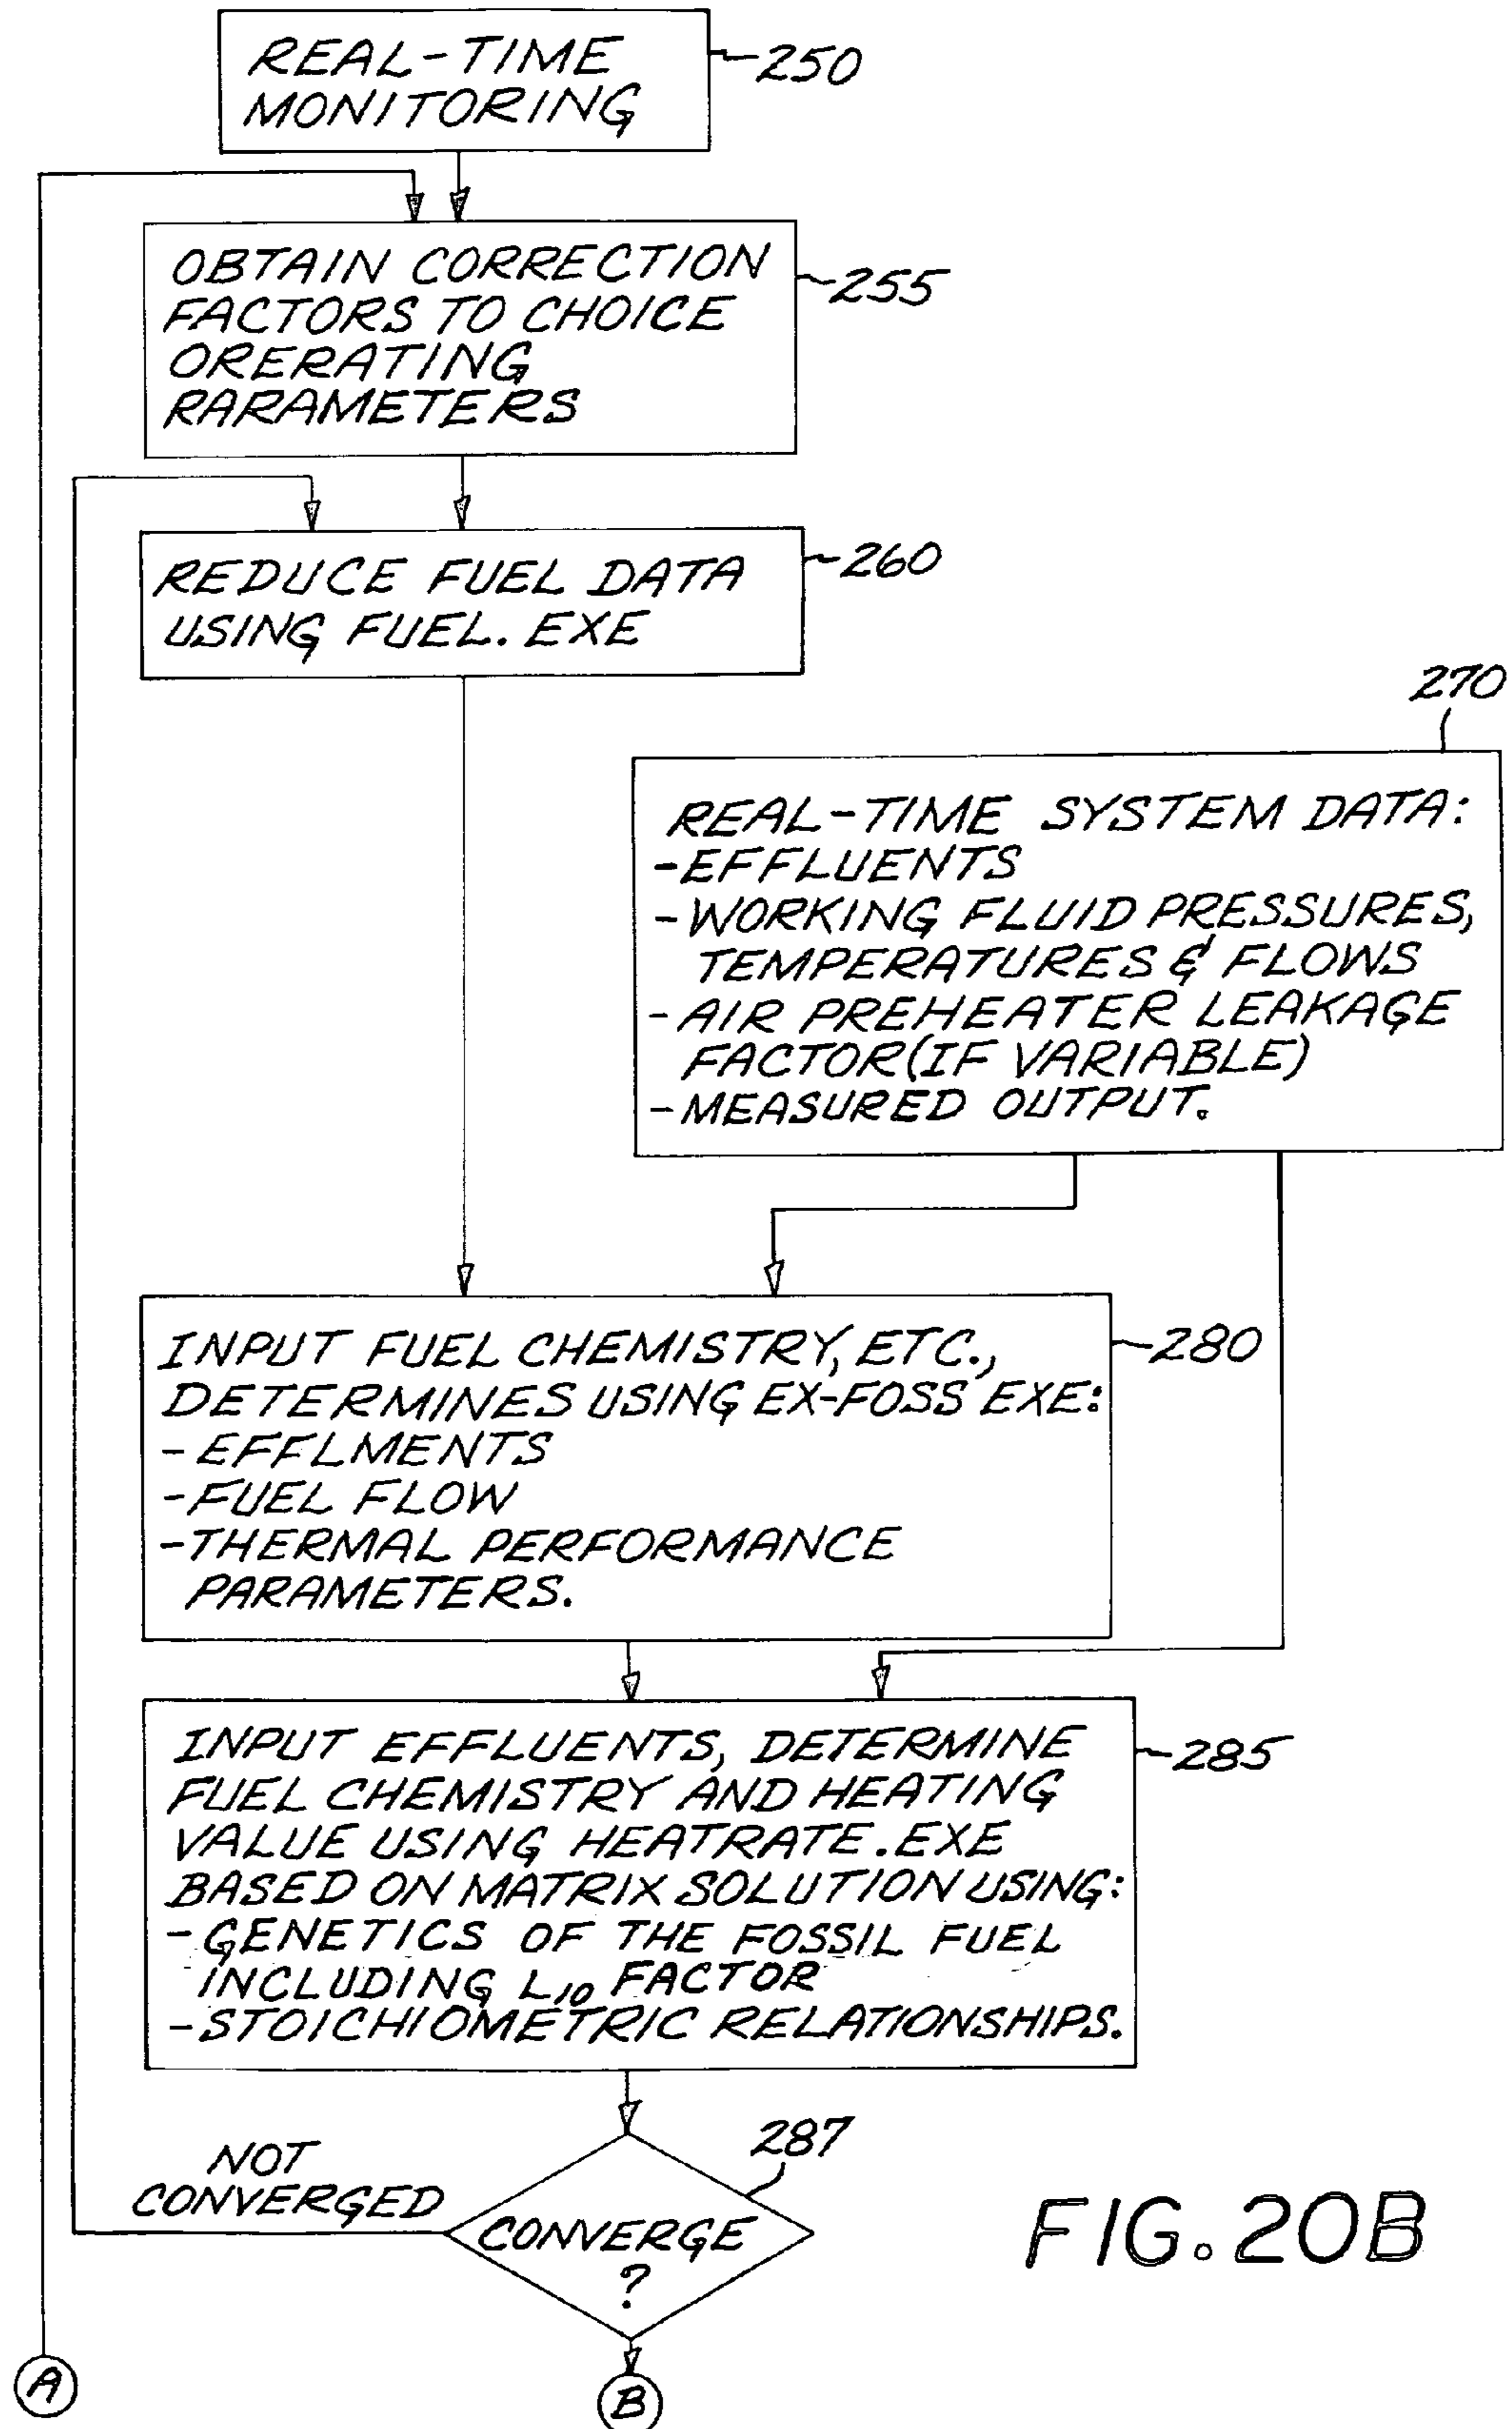 REAL-TIME
MONITORING
250
OBTAIN CORRECTION
FACTORS TO CHOICE
ORERATING
RARAMETERS
255
REDUCE FUEL DATA
USING FUEL. EXE
260
270
REAL-TIME SYSTEM DATA:
-EFFLUENTS
-WORKING FLUID PRESSURES,
TEMPERATURES & FLOWS
-AIR PREHEATER LEAKAGE
FACTOR(IF VARIABLE)
-MEASURED OUTPUT.
INPUT FUEL CHEMISTRY, ETC.,
DETERMINES USING EX-FOSS EXE:
-EFFLMENTS
-FUEL FLOW
-THERMAL PERFORMANCE
PARAMETERS.
280
INPUT EFFLUENTS, DETERMINE
FUEL CHEMISTRY AND HEATING
VALUE USING HEATRATE.EXE
BASED ON MATRIX SOLUTION USING:
-GENETICS OF THE FOSSIL FUEL
INCLUDING L10 FACTOR
-STOICHIOMETRIC RELATIONSHIPS.
285
287
NOT
CONVERGED
CONVERGE
?
FIG. 20B
A
B